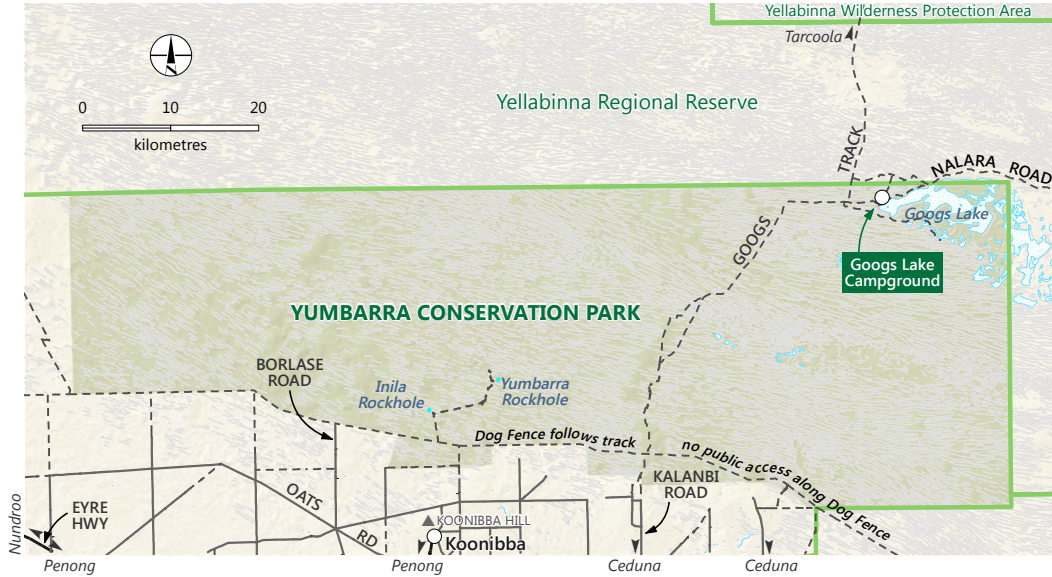 Yellabinna Wilderness Protection Area
Tarcoola
0 10 20
kilometres
Yellabinna Regional Reserve
TRACK
NALARA ROAD
Googs Lake
GOOGS
Googs Lake
Campground
YUMBARRA CONSERVATION PARK
BORLASE
ROAD
Inila
Rockhole
Yumbarra
Rockhole
Dog Fence follows track
no public access along Dog Fence
KALANBI
ROAD
OATS
RD
EYRE
HWY
Nundroo
KOONIBBA HILL
Koonibba
Penong
Penong
Ceduna
Ceduna